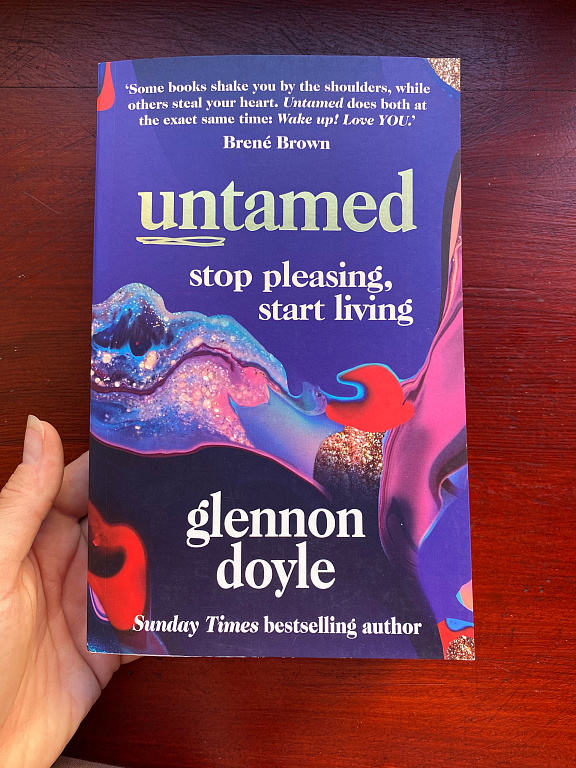 ‘Some books shake you by the shoulders, while
others steal your heart. Untamed does both at
the exact same time: Wake up! Love YOU.’
Brené Brown
untamed
stop pleasing,
start living
glennon
doyle
Sunday Times bestselling author